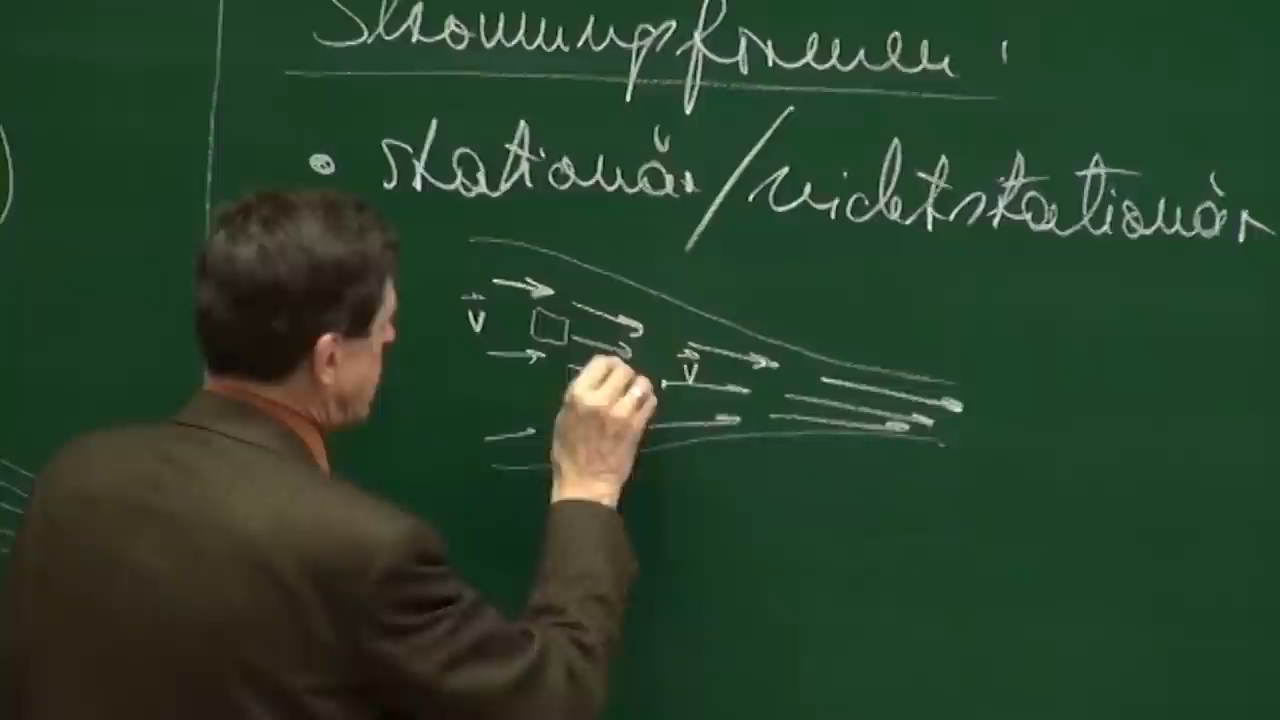 Strömungsformen:
• stationär/nichtstationär
v⃗
v⃗